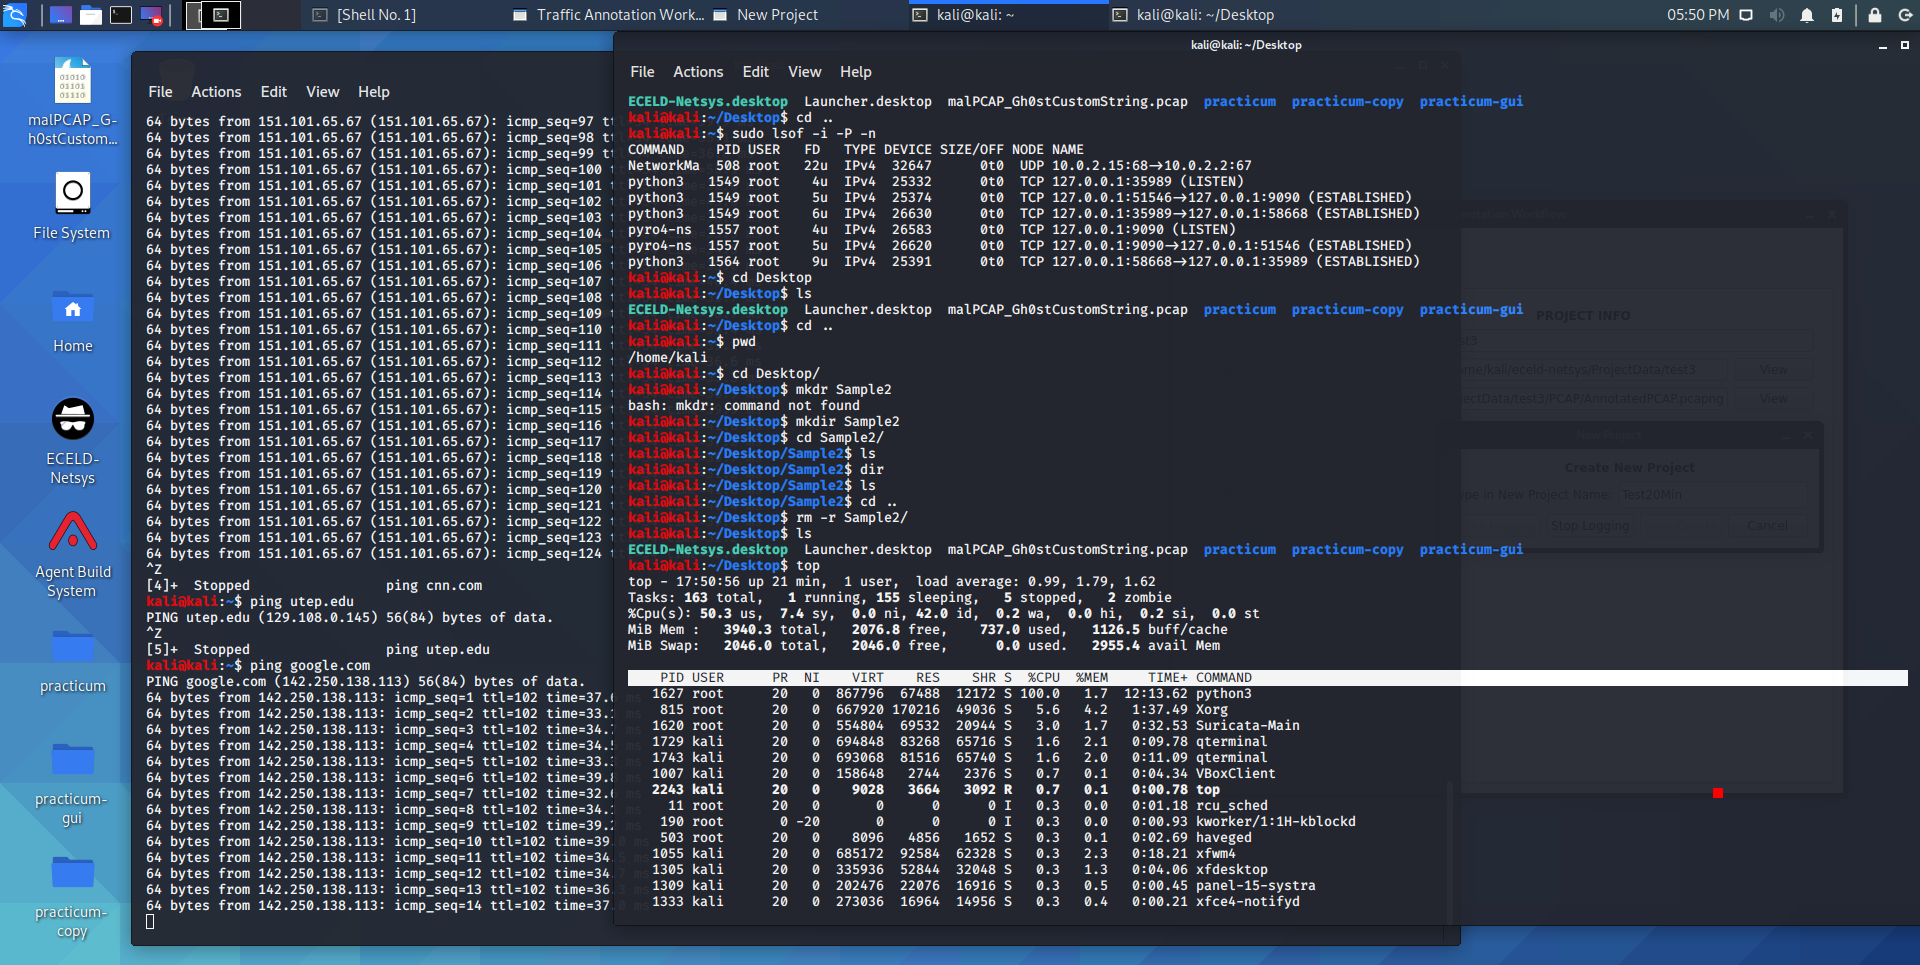 [Shell No. 1]
Traffic Annotation Work...
New Project
kali@kali: ~
kali@kali: ~/Desktop
05:50 PM
malPCAP_G-
h0stCustom...
File System
Home
ECELD-
Netsys
Agent Build
System
practicum
practicum-
gui
practicum-
copy
File Actions Edit View Help
64 bytes from 151.101.65.67 (151.101.65.67): icmp_seq=97 tt
64 bytes from 151.101.65.67 (151.101.65.67): icmp_seq=98 tt
64 bytes from 151.101.65.67 (151.101.65.67): icmp_seq=99 tt
64 bytes from 151.101.65.67 (151.101.65.67): icmp_seq=100
64 bytes from 151.101.65.67 (151.101.65.67): icmp_seq=101
64 bytes from 151.101.65.67 (151.101.65.67): icmp_seq=102
64 bytes from 151.101.65.67 (151.101.65.67): icmp_seq=103
64 bytes from 151.101.65.67 (151.101.65.67): icmp_seq=104
64 bytes from 151.101.65.67 (151.101.65.67): icmp_seq=105
64 bytes from 151.101.65.67 (151.101.65.67): icmp_seq=106
64 bytes from 151.101.65.67 (151.101.65.67): icmp_seq=107
64 bytes from 151.101.65.67 (151.101.65.67): icmp_seq=108
64 bytes from 151.101.65.67 (151.101.65.67): icmp_seq=109
64 bytes from 151.101.65.67 (151.101.65.67): icmp_seq=110
64 bytes from 151.101.65.67 (151.101.65.67): icmp_seq=111
64 bytes from 151.101.65.67 (151.101.65.67): icmp_seq=112
64 bytes from 151.101.65.67 (151.101.65.67): icmp_seq=113
64 bytes from 151.101.65.67 (151.101.65.67): icmp_seq=114
64 bytes from 151.101.65.67 (151.101.65.67): icmp_seq=115
64 bytes from 151.101.65.67 (151.101.65.67): icmp_seq=116
64 bytes from 151.101.65.67 (151.101.65.67): icmp_seq=117
64 bytes from 151.101.65.67 (151.101.65.67): icmp_seq=118
64 bytes from 151.101.65.67 (151.101.65.67): icmp_seq=119
64 bytes from 151.101.65.67 (151.101.65.67): icmp_seq=120
64 bytes from 151.101.65.67 (151.101.65.67): icmp_seq=121
64 bytes from 151.101.65.67 (151.101.65.67): icmp_seq=122
64 bytes from 151.101.65.67 (151.101.65.67): icmp_seq=123
64 bytes from 151.101.65.67 (151.101.65.67): icmp_seq=124
^Z
[4]+  Stopped                 ping cnn.com
kali@kali:~$ ping utep.edu
PING utep.edu (129.108.0.145) 56(84) bytes of data.
^Z
[5]+  Stopped                 ping utep.edu
kali@kali:~$ ping google.com
PING google.com (142.250.138.113) 56(84) bytes of data.
64 bytes from 142.250.138.113: icmp_seq=1 ttl=102 time=37.6 ms
64 bytes from 142.250.138.113: icmp_seq=2 ttl=102 time=33.1 ms
64 bytes from 142.250.138.113: icmp_seq=3 ttl=102 time=34.7 ms
64 bytes from 142.250.138.113: icmp_seq=4 ttl=102 time=34.5 ms
64 bytes from 142.250.138.113: icmp_seq=5 ttl=102 time=33.3 ms
64 bytes from 142.250.138.113: icmp_seq=6 ttl=102 time=39.8 ms
64 bytes from 142.250.138.113: icmp_seq=7 ttl=102 time=32.6 ms
64 bytes from 142.250.138.113: icmp_seq=8 ttl=102 time=34.1 ms
64 bytes from 142.250.138.113: icmp_seq=9 ttl=102 time=39.2 ms
64 bytes from 142.250.138.113: icmp_seq=10 ttl=102 time=39.0 ms
64 bytes from 142.250.138.113: icmp_seq=11 ttl=102 time=34.5 ms
64 bytes from 142.250.138.113: icmp_seq=12 ttl=102 time=34.7 ms
64 bytes from 142.250.138.113: icmp_seq=13 ttl=102 time=36.3 ms
64 bytes from 142.250.138.113: icmp_seq=14 ttl=102 time=37.0 ms
kali@kali: ~/Desktop
File Actions Edit View Help
ECELD-Netsys.desktop  Launcher.desktop  malPCAP_Gh0stCustomString.pcap  practicum  practicum-copy  practicum-gui
kali@kali:~/Desktop$ cd ..
kali@kali:~$ sudo lsof -i -P -n
COMMAND    PID USER   FD   TYPE DEVICE SIZE/OFF NODE NAME
NetworkMa  508 root   22u  IPv4  32647      0t0  UDP 10.0.2.15:68→10.0.2.2:67
python3   1549 root    4u  IPv4  25332      0t0  TCP 127.0.0.1:35989 (LISTEN)
python3   1549 root    5u  IPv4  25374      0t0  TCP 127.0.0.1:51546→127.0.0.1:9090 (ESTABLISHED)
python3   1549 root    6u  IPv4  26630      0t0  TCP 127.0.0.1:35989→127.0.0.1:58668 (ESTABLISHED)
pyro4-ns  1557 root    4u  IPv4  26583      0t0  TCP 127.0.0.1:9090 (LISTEN)
pyro4-ns  1557 root    5u  IPv4  26620      0t0  TCP 127.0.0.1:9090→127.0.0.1:51546 (ESTABLISHED)
python3   1564 root    9u  IPv4  25391      0t0  TCP 127.0.0.1:58668→127.0.0.1:35989 (ESTABLISHED)
kali@kali:~$ cd Desktop
kali@kali:~/Desktop$ ls
ECELD-Netsys.desktop  Launcher.desktop  malPCAP_Gh0stCustomString.pcap  practicum  practicum-copy  practicum-gui
kali@kali:~/Desktop$ cd ..
kali@kali:~$ pwd
/home/kali
kali@kali:~$ cd Desktop/
kali@kali:~/Desktop$ mkdr Sample2
bash: mkdr: command not found
kali@kali:~/Desktop$ mkdir Sample2
kali@kali:~/Desktop$ cd Sample2/
kali@kali:~/Desktop/Sample2$ ls
kali@kali:~/Desktop/Sample2$ dir
kali@kali:~/Desktop/Sample2$ ls
kali@kali:~/Desktop/Sample2$ cd ..
kali@kali:~/Desktop$ rm -r Sample2/
kali@kali:~/Desktop$ ls
ECELD-Netsys.desktop  Launcher.desktop  malPCAP_Gh0stCustomString.pcap  practicum  practicum-copy  practicum-gui
kali@kali:~/Desktop$ top
top - 17:50:56 up 21 min,  1 user,  load average: 0.99, 1.79, 1.62
Tasks: 163 total,   1 running, 155 sleeping,   5 stopped,   2 zombie
%Cpu(s): 50.3 us,  7.4 sy,  0.0 ni, 42.0 id,  0.2 wa,  0.0 hi,  0.2 si,  0.0 st
MiB Mem :   3940.3 total,   2076.8 free,    737.0 used,   1126.5 buff/cache
MiB Swap:   2046.0 total,   2046.0 free,      0.0 used.   2955.4 avail Mem
PID USER      PR  NI    VIRT    RES    SHR S  %CPU  %MEM     TIME+ COMMAND
1627 root      20   0  867796  67488  12172 S 100.0   1.7  12:13.62 python3
815 root      20   0  667920 170216  49036 S   5.6   4.2   1:37.49 Xorg
1620 root      20   0  554804  69532  20944 S   3.0   1.7   0:32.53 Suricata-Main
1729 kali      20   0  694848  83268  65716 S   1.6   2.1   0:09.78 qterminal
1743 kali      20   0  693068  81516  65740 S   1.6   2.0   0:11.09 qterminal
1007 kali      20   0  158648   2744   2376 S   0.7   0.1   0:04.34 VBoxClient
2243 kali      20   0    9028   3664   3092 R   0.7   0.1   0:00.78 top
11 root      20   0       0      0      0 I   0.3   0.0   0:01.18 rcu_sched
190 root       0 -20       0      0      0 I   0.3   0.0   0:00.93 kworker/1:1H-kblockd
503 root      20   0    8096   4856   1652 S   0.3   0.1   0:02.69 haveged
1055 kali      20   0  685172  92584  62328 S   0.3   2.3   0:18.21 xfwm4
1305 kali      20   0  335936  52844  32048 S   0.3   1.3   0:04.06 xfdesktop
1309 kali      20   0  202476  22076  16916 S   0.3   0.5   0:00.45 panel-15-systra
1333 kali      20   0  273036  16964  14956 S   0.3   0.4   0:00.21 xfce4-notifyd
PROJECT INFO
/kali/eceld-netsys/ProjectData/test3
View
Data/test3/PCAP/AnnotatedPCAP.pcapng
View
New Project
Create New Project
Type in New Project Name
Test20Min
Stop Logging
Cancel